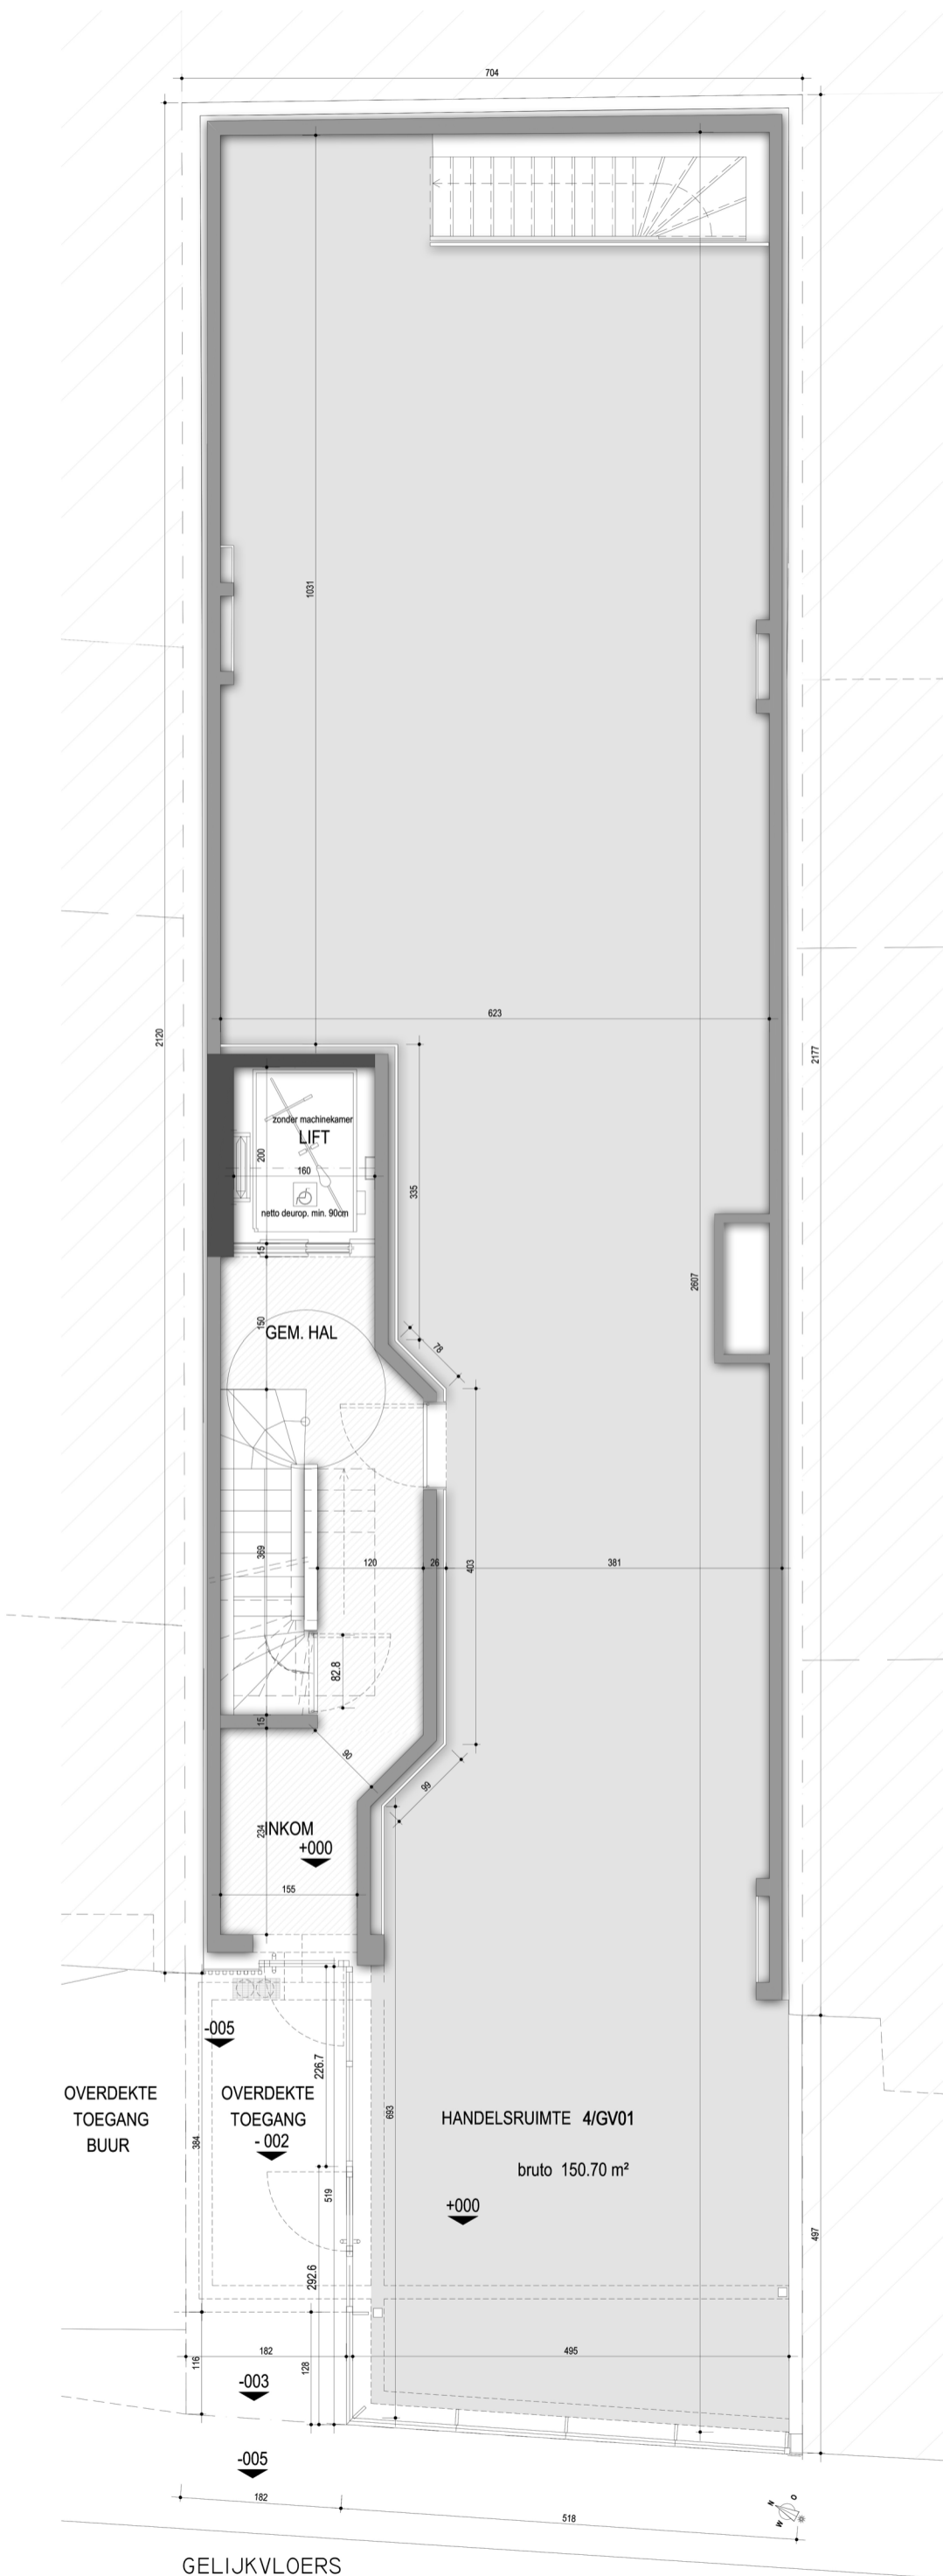 704
1031
623
2120
2177
zonder machinekamer
LIFT
200
160
335
netto deurop. min. 90cm
15
2607
150
GEM. HAL
78
369
120
26
403
381
82.8
15
90
99
INKOM
234
+000
155
-005
226.7
OVERDEKTE
TOEGANG
BUUR
OVERDEKTE
TOEGANG
- 002
384
693
HANDELSRUIMTE 4/GV01
bruto 150.70 m²
519
+000
497
292.6
182
495
116
128
-003
-005
182
518
N
O
W
GELIJKVLOERS